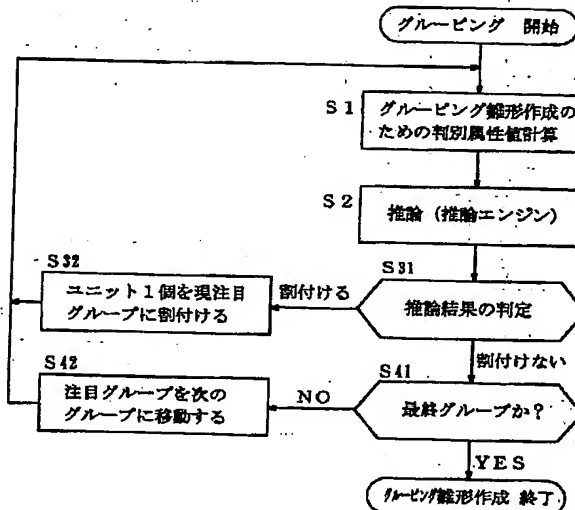 グルーピング 開始
S1
グルーピング雛形作成の
ための判別属性値計算
S2
推論(推論エンジン)
S32
ユニット1個を現注目
グループに割付ける
割付ける
S31
推論結果の判定
割付けない
S42
注目グループを次の
グループに移動する
NO
S41
最終グループか?
YES
グルーピング雛形作成 終了